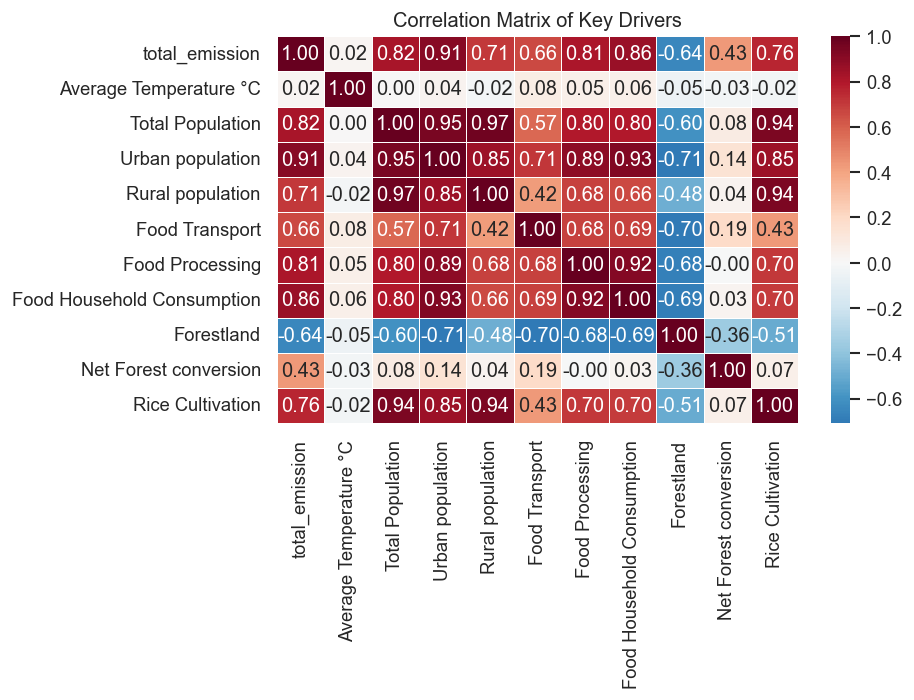 Correlation Matrix of Key Drivers
total_emission 1.00 0.02 0.82 0.91 0.71 0.66 0.81 0.86 -0.64 0.43 0.76
Average Temperature °C 0.02 1.00 0.00 0.04 -0.02 0.08 0.05 0.06 -0.05 -0.03 -0.02
Total Population 0.82 0.00 1.00 0.95 0.97 0.57 0.80 0.80 -0.60 0.08 0.94
Urban population 0.91 0.04 0.95 1.00 0.85 0.71 0.89 0.93 -0.71 0.14 0.85
Rural population 0.71 -0.02 0.97 0.85 1.00 0.42 0.68 0.66 -0.48 0.04 0.94
Food Transport 0.66 0.08 0.57 0.71 0.42 1.00 0.68 0.69 -0.70 0.19 0.43
Food Processing 0.81 0.05 0.80 0.89 0.68 0.68 1.00 0.92 -0.68 -0.00 0.70
Food Household Consumption 0.86 0.06 0.80 0.93 0.66 0.69 0.92 1.00 -0.69 0.03 0.70
Forestland -0.64 -0.05 -0.60 -0.71 -0.48 -0.70 -0.68 -0.69 1.00 -0.36 -0.51
Net Forest conversion 0.43 -0.03 0.08 0.14 0.04 0.19 -0.00 0.03 -0.36 1.00 0.07
Rice Cultivation 0.76 -0.02 0.94 0.85 0.94 0.43 0.70 0.70 -0.51 0.07 1.00
total_emission
Average Temperature °C
Total Population
Urban population
Rural population
Food Transport
Food Processing
Food Household Consumption
Forestland
Net Forest conversion
Rice Cultivation
1.0
0.8
0.6
0.4
0.2
0.0
−0.2
−0.4
−0.6